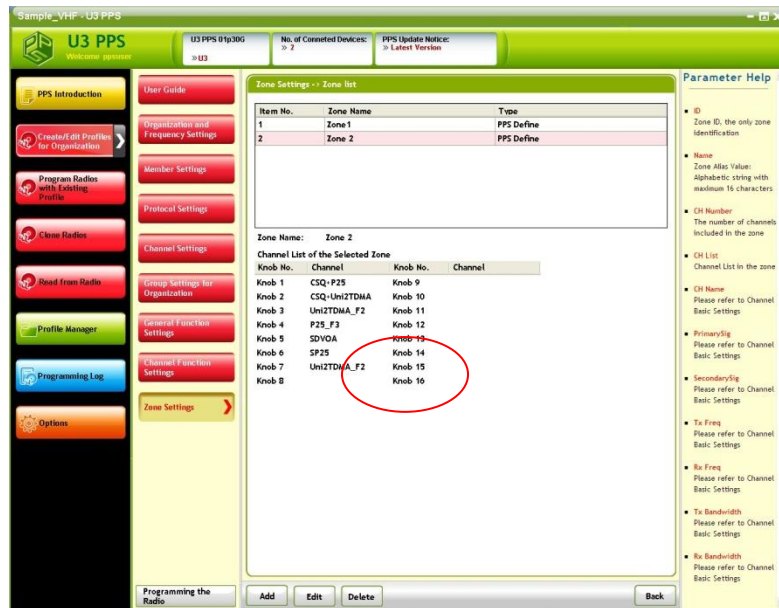 Sample_VHF - U3 PPS
U3 PPS
Welcome ppsuser
U3 PPS 01p30G
»U3
No. of Conneted Devices:
» 2
PPS Update Notice:
» Latest Version
PPS Introduction
Create/Edit Profiles
for Organization
Program Radios
with Existing
Profile
Clone Radios
Read from Radio
Profile Manager
Programming Log
Options
User Guide
Organization and
Frequency Settings
Member Settings
Protocol Settings
Channel Settings
Group Settings for
Organization
General Function
Settings
Channel Function
Settings
Zone Settings
Programming the
Radio
Zone Settings -> Zone list
Item No. Zone Name Type
1 Zone 1 PPS Define
2 Zone 2 PPS Define
Zone Name: Zone 2
Channel List of the Selected Zone
Knob No. Channel Knob No. Channel
Knob 1 CSQ+P25 Knob 9
Knob 2 CSQ+Uni2TDMA Knob 10
Knob 3 Uni2TDMA_F2 Knob 11
Knob 4 P25_F3 Knob 12
Knob 5 SDVOA Knob 13
Knob 6 SP25 Knob 14
Knob 7 Uni2TDMA_F2 Knob 15
Knob 8 Knob 16
Add Edit Delete Back
Parameter Help
▪ ID
Zone ID, the only zone
identification
▪ Name
Zone Alias Value:
Alphabetic string with
maximum 16 characters
▪ CH Number
The number of channels
included in the zone
▪ CH List
Channel List in the zone
▪ CH Name
Please refer to Channel
Basic Settings
▪ PrimarySig
Please refer to Channel
Basic Settings
▪ SecondarySig
Please refer to Channel
Basic Settings
▪ Tx Freq
Please refer to Channel
Basic Settings
▪ Rx Freq
Please refer to Channel
Basic Settings
▪ Tx Bandwidth
Please refer to Channel
Basic Settings
▪ Rx Bandwidth
Please refer to Channel
Basic Settings